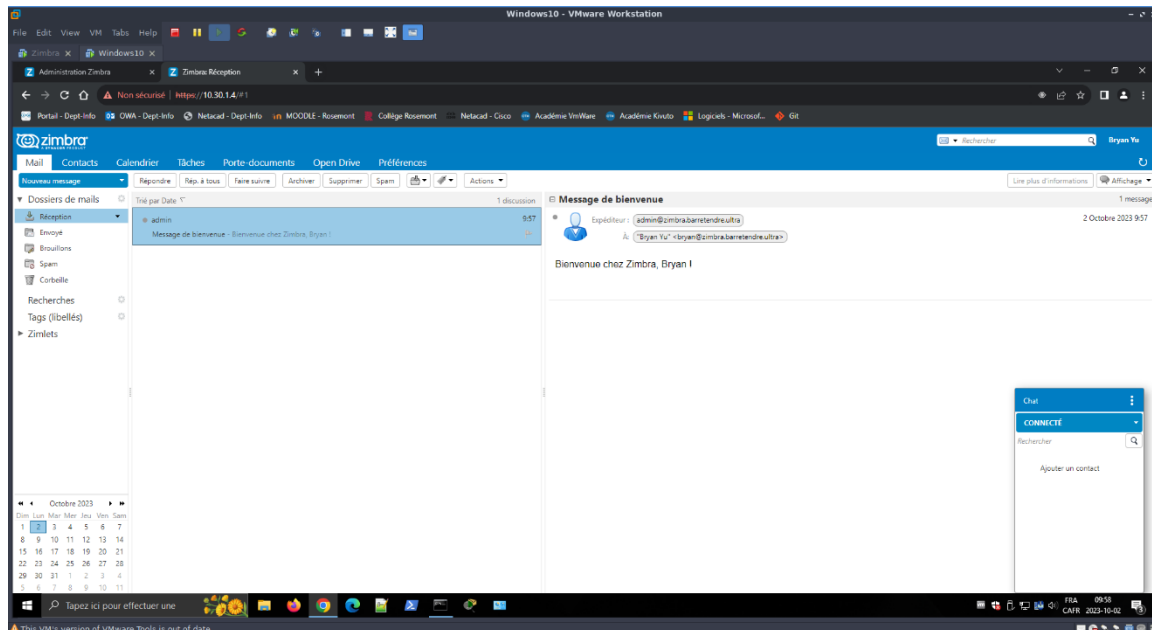 Windows10 - VMware Workstation
File Edit View VM Tabs Help
Zimbra x Windows10 x
Administration Zimbra x Zimbra: Réception x +
Non sécurisé | https://10.30.1.4/#1
Portail - Dept-Info OWA - Dept-Info Netacad - Dept-Info MOODLE - Rosemont Collège Rosemont Netacad - Cisco Académie VmWare Académie Kivuto Logiciels - Microsof... Git
zimbra
A SYNACOR PRODUCT
Rechercher
Bryan Yu
Mail Contacts Calendrier Tâches Porte-documents Open Drive Préférences
Nouveau message Répondre Rép. à tous Faire suivre Archiver Supprimer Spam Actions Lire plus d'informations Affichage
Dossiers de mails
Réception
Envoyé
Brouillons
Spam
Corbeille
Recherches
Tags (libellés)
Zimlets
Trié par Date 1 discussion
admin 9:57
Message de bienvenue - Bienvenue chez Zimbra, Bryan !
Message de bienvenue 1 message
Expéditeur : admin@zimbra.barretendre.ultra 2 Octobre 2023 9:57
À: "Bryan Yu" <bryan@zimbra.barretendre.ultra>
Bienvenue chez Zimbra, Bryan !
Chat
CONNECTÉ
Rechercher
Ajouter un contact
Octobre 2023
Dim Lun Mar Mer Jeu Ven Sam
1 2 3 4 5 6 7
8 9 10 11 12 13 14
15 16 17 18 19 20 21
22 23 24 25 26 27 28
29 30 31 1 2 3 4
5 6 7 8 9 10 11
Tapez ici pour effectuer une
FRA 09:58
CAFR 2023-10-02
3
This VM's version of VMware Tools is out of date.